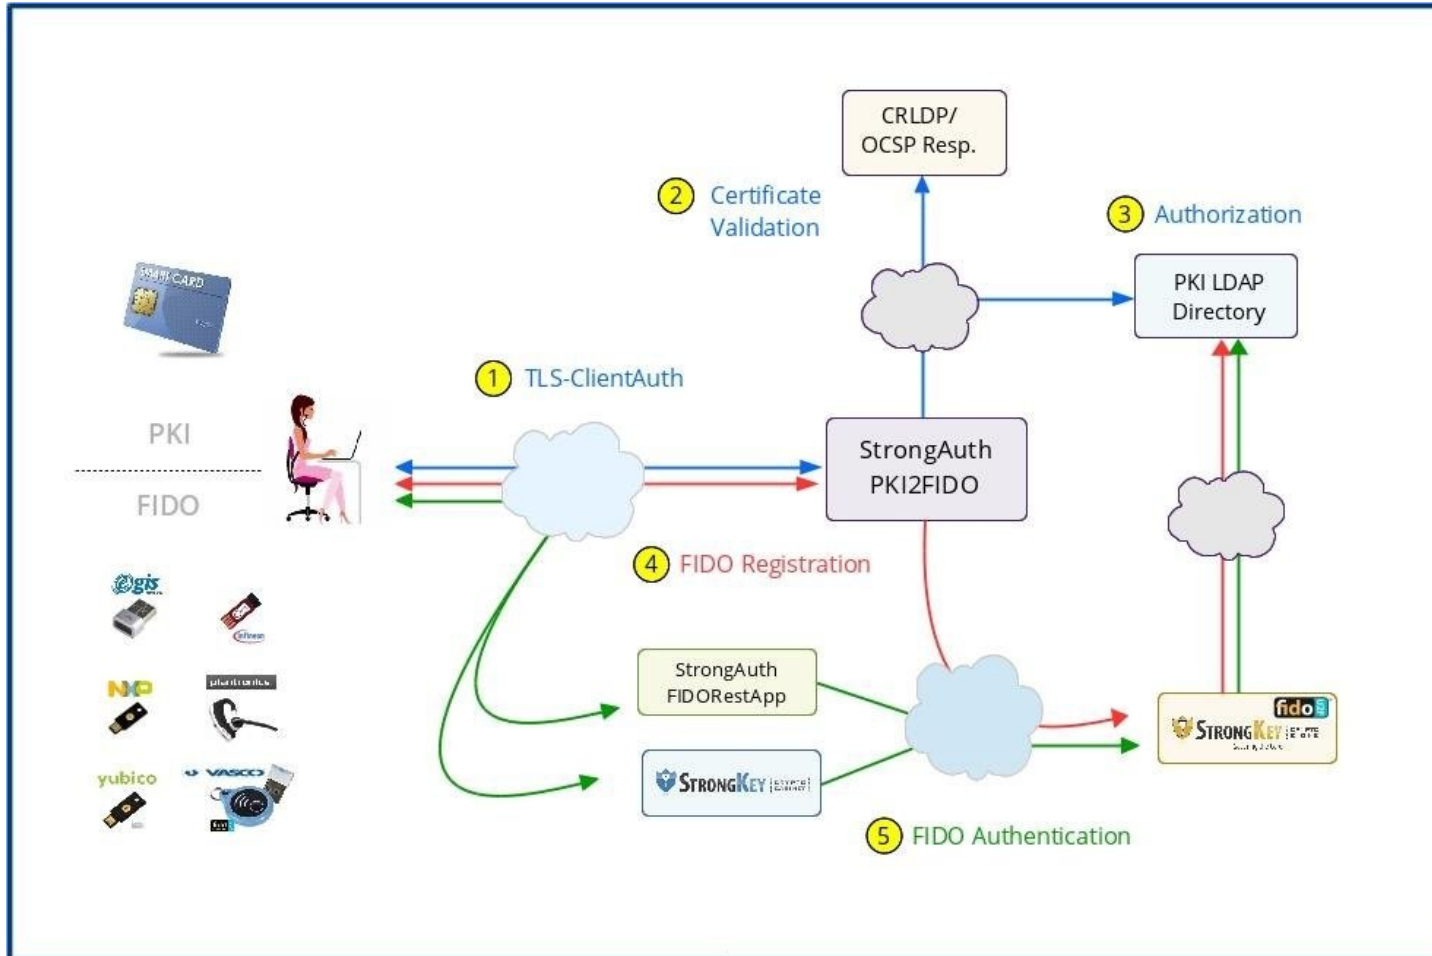 CRLDP/
OCSP Resp.
2 Certificate
Validation
3 Authorization
PKI LDAP
Directory
SMART CARD
1 TLS-ClientAuth
PKI
FIDO
StrongAuth
PKI2FIDO
4 FIDO Registration
egis
infineon
NXP
plantronics
yubico
VASCO
StrongAuth
FIDORestApp
STRONGKEY
fido
STRONGKEY
5 FIDO Authentication